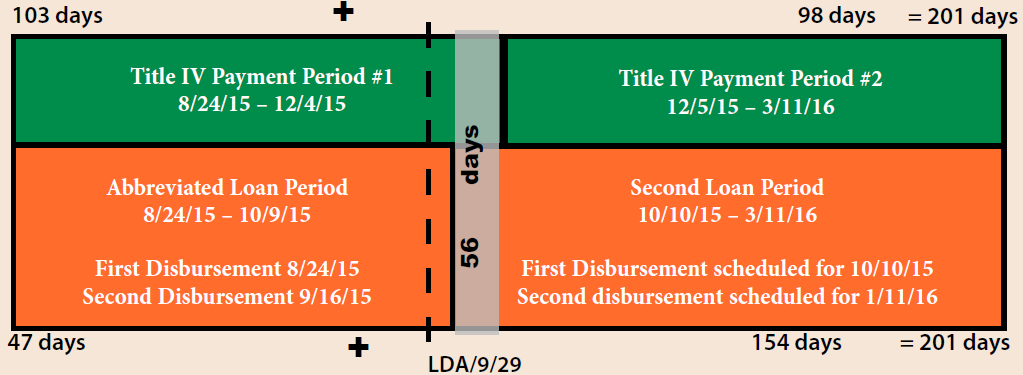 103 days + 98 days = 201 days
Title IV Payment Period #1
8/24/15 – 12/4/15
Title IV Payment Period #2
12/5/15 – 3/11/16
56 days
Abbreviated Loan Period
8/24/15 – 10/9/15
First Disbursement 8/24/15
Second Disbursement 9/16/15
Second Loan Period
10/10/15 – 3/11/16
First Disbursement scheduled for 10/10/15
Second disbursement scheduled for 1/11/16
47 days + 154 days = 201 days
LDA/9/29